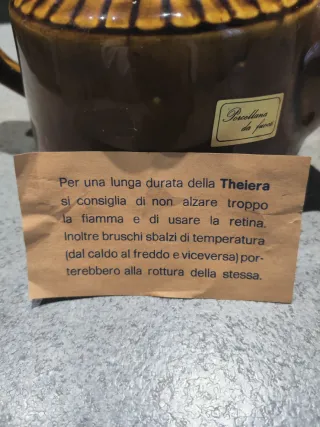 Porcellana
da fuoco
Per una lunga durata della Theiera
si consiglia di non alzare troppo
la fiamma e di usare la retina.
Inoltre bruschi sbalzi di temperatura
(dal caldo al freddo e viceversa) por-
terebbero alla rottura della stessa.